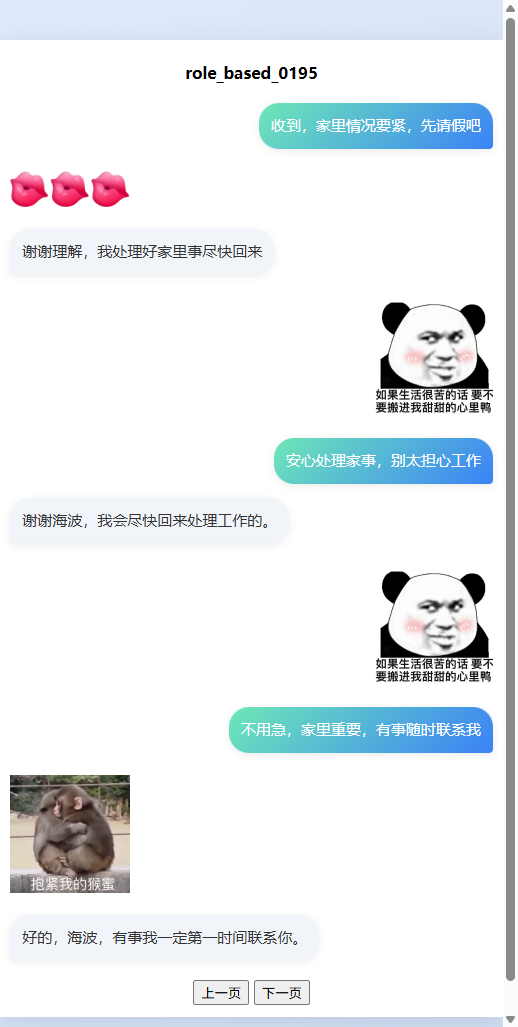 role_based_0195
收到，家里情况要紧，先请假吧
谢谢理解，我处理好家里事尽快回来
如果生活很苦的话 要不
要搬进我甜甜的心里鸭
安心处理家事，别太担心工作
谢谢海波，我会尽快回来处理工作的。
如果生活很苦的话 要不
要搬进我甜甜的心里鸭
不用急，家里重要，有事随时联系我
抱紧我的猴蜜
好的，海波，有事我一定第一时间联系你。
上一页 下一页